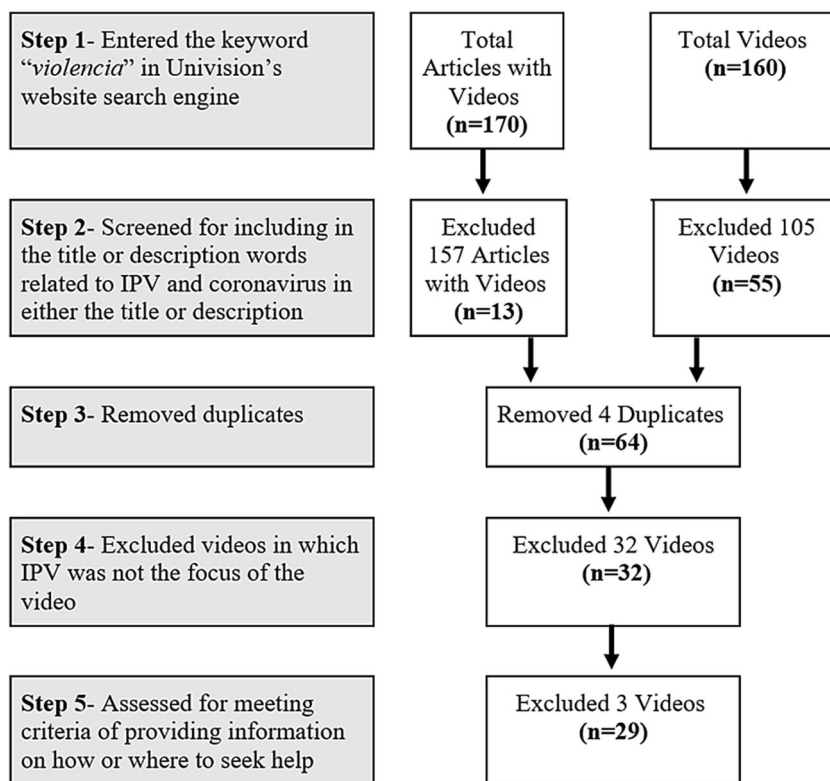 Step 1- Entered the keyword
“violencia” in Univision’s
website search engine
Total
Articles with
Videos
(n=170)
Total Videos
(n=160)
Step 2- Screened for including in
the title or description words
related to IPV and coronavirus in
either the title or description
Excluded
157 Articles
with Videos
(n=13)
Excluded 105
Videos
(n=55)
Step 3- Removed duplicates
Removed 4 Duplicates
(n=64)
Step 4- Excluded videos in which
IPV was not the focus of the
video
Excluded 32 Videos
(n=32)
Step 5- Assessed for meeting
criteria of providing information
on how or where to seek help
Excluded 3 Videos
(n=29)